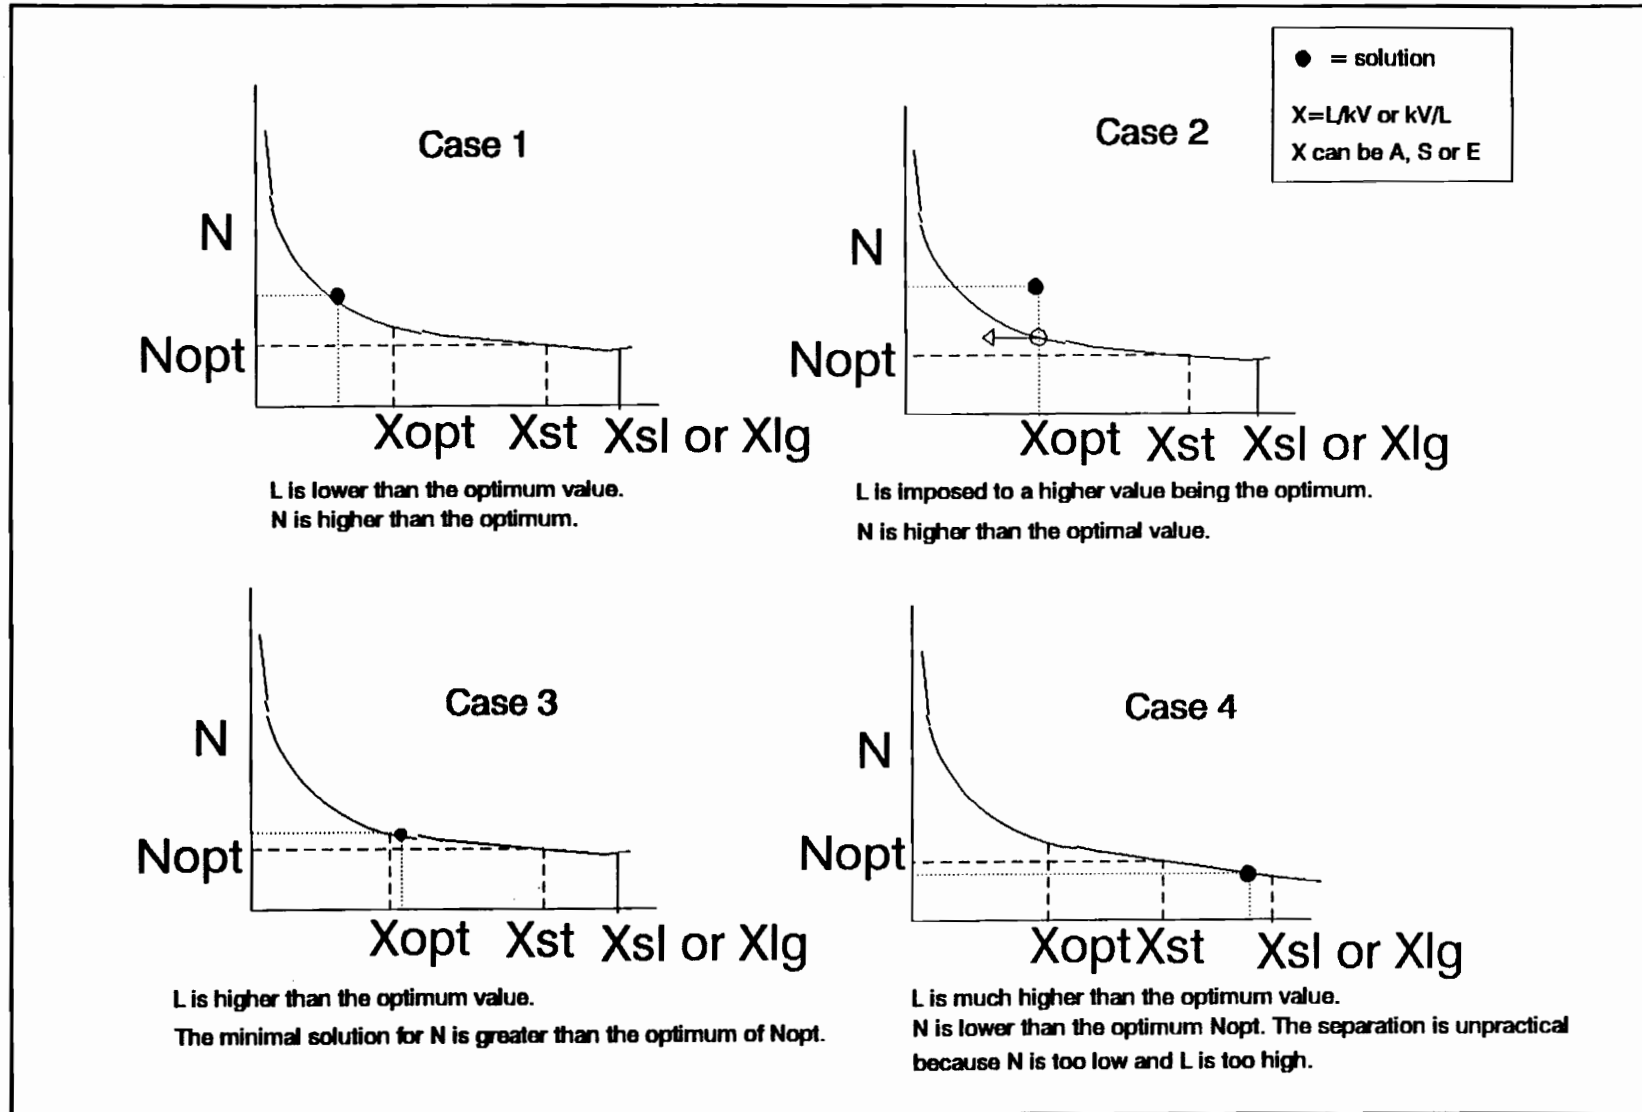 ● = solution
X=L/kV or kV/L
X can be A, S or E
Case 1
N
Nopt
Xopt Xst Xsl or Xlg
L is lower than the optimum value.
N is higher than the optimum.
Case 2
N
Nopt
Xopt Xst Xsl or Xlg
L is imposed to a higher value being the optimum.
N is higher than the optimal value.
Case 3
N
Nopt
Xopt Xst Xsl or Xlg
L is higher than the optimum value.
The minimal solution for N is greater than the optimum of Nopt.
Case 4
N
Nopt
Xopt Xst Xsl or Xlg
L is much higher than the optimum value.
N is lower than the optimum Nopt. The separation is unpractical
because N is too low and L is too high.